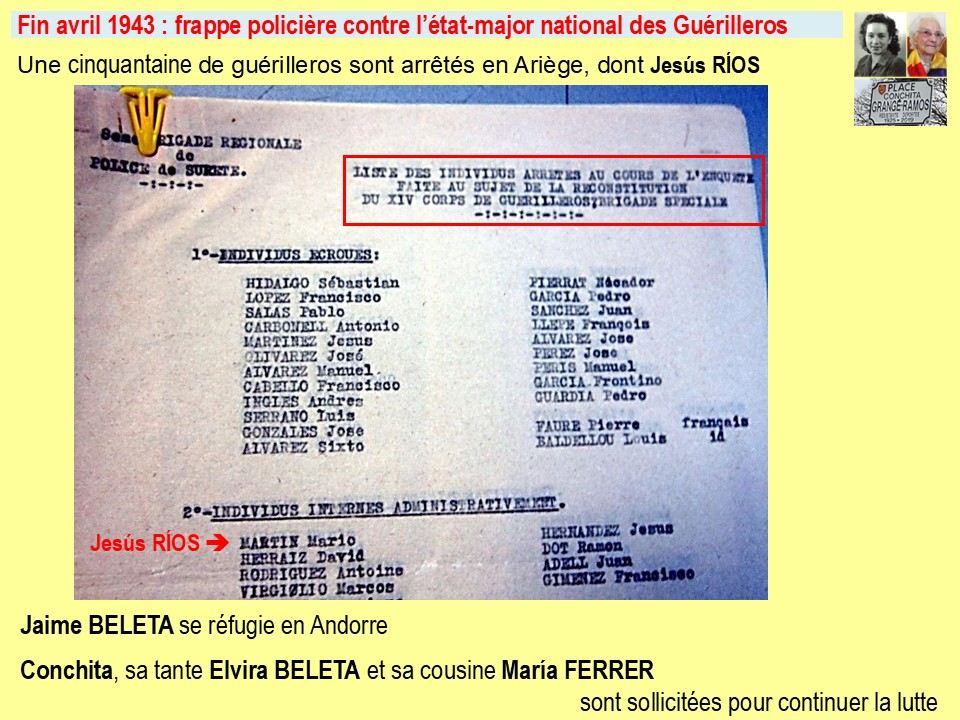 Fin avril 1943 : frappe policière contre l’état-major national des Guérilleros
Une cinquantaine de guérilleros sont arrêtés en Ariège, dont Jesús RÍOS
PLACE
CONCHITA
GRANGÉ-RAMOS
1925 - 2019
8eme BRIGADE REGIONALE
de
POLICE de SURETE.
-:-:-:-
LISTE DES INDIVIDUS ARRETES AU COURS DE L'ENQUETE
FAITE AU SUJET DE LA RECONSTITUTION
DU XIV CORPS DE GUERILLEROS,BRIGADE SPECIALE
-:-:-:-:-:-:-
1°-INDIVIDUS ECROUES:
HIDALGO Sébastian
LOPEZ Francisco
SALAS Pablo
CARBONELL Antonio
MARTINEZ Jesus
OLIVAREZ José
ALVAREZ Manuel.
CABELLO Francisco
INGLES Andres
SERRANO Luis
GONZALES Jose
ALVAREZ Sixto
PIERRAT Nicador
GARCIA Pedro
SANCHEZ Juan
LLEPE François
ALVAREZ Jose
PEREZ Jose
PERIS Manuel
GARCIA Frontino
GUARDIA Pedro
FAURE Pierre français
BALDELLOU Louis id
2°-INDIVIDUS INTERNES ADMINISTRATIVEMENT.
Jesús RÍOS ➔ MARTIN Mario
HERRAIZ David
RODRIGUEZ Antoine
VIRGIØLIO Marcos
HERNANDEZ Jesus
DOT Ramon
ADELL Juan
GIMENEZ Francisco
Jaime BELETA se réfugie en Andorre
Conchita, sa tante Elvira BELETA et sa cousine María FERRER
sont sollicitées pour continuer la lutte